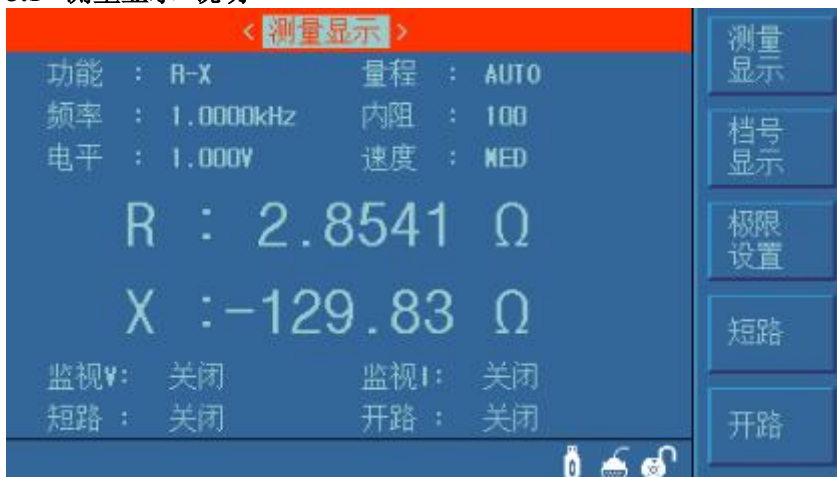 < 测量显示 >
功能 : R-X 量程 : AUTO
频率 : 1.0000kHz 内阻 : 100
电平 : 1.000V 速度 : MED
R : 2.8541 Ω
X :-129.83 Ω
监视V: 关闭 监视I: 关闭
短路 : 关闭 开路 : 关闭
测量
显示
档号
显示
极限
设置
短路
开路